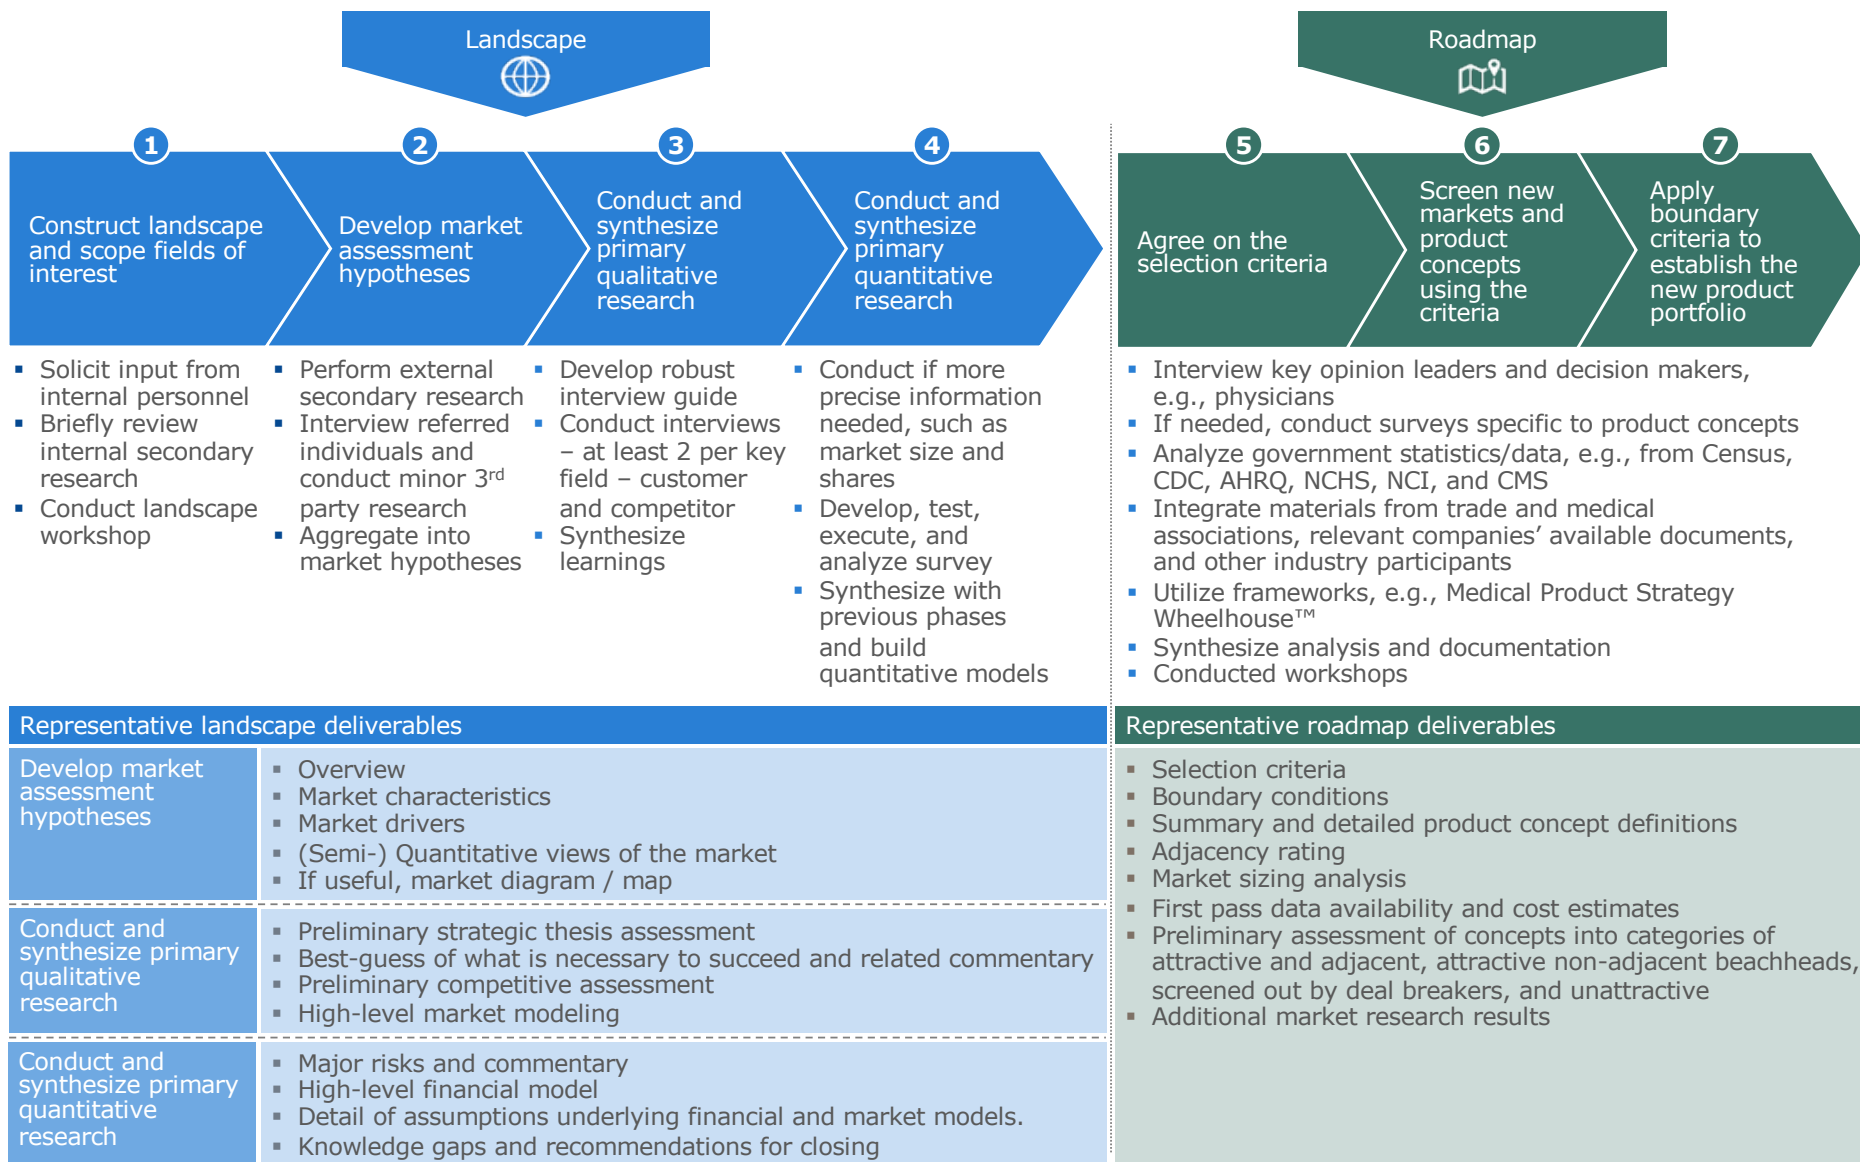 Landscape
Roadmap
1
2
3
4
5
6
7
Construct landscape
and scope fields of
interest
Develop market
assessment
hypotheses
Conduct and
synthesize
primary
qualitative
research
Conduct and
synthesize
primary
quantitative
research
Agree on the
selection criteria
Screen new
markets and
product
concepts
using the
criteria
Apply
boundary
criteria to
establish the
new product
portfolio
▪ Solicit input from
internal personnel
▪ Briefly review
internal secondary
research
▪ Conduct landscape
workshop
▪ Perform external
secondary research
▪ Interview referred
individuals and
conduct minor 3rd
party research
▪ Aggregate into
market hypotheses
▪ Develop robust
interview guide
▪ Conduct interviews
– at least 2 per key
field – customer
and competitor
▪ Synthesize
learnings
▪ Conduct if more
precise information
needed, such as
market size and
shares
▪ Develop, test,
execute, and
analyze survey
▪ Synthesize with
previous phases
and build
quantitative models
▪ Interview key opinion leaders and decision makers,
e.g., physicians
▪ If needed, conduct surveys specific to product concepts
▪ Analyze government statistics/data, e.g., from Census,
CDC, AHRQ, NCHS, NCI, and CMS
▪ Integrate materials from trade and medical
associations, relevant companies’ available documents,
and other industry participants
▪ Utilize frameworks, e.g., Medical Product Strategy
Wheelhouse™
▪ Synthesize analysis and documentation
▪ Conducted workshops
Representative landscape deliverables
Develop market
assessment
hypotheses
▪ Overview
▪ Market characteristics
▪ Market drivers
▪ (Semi-) Quantitative views of the market
▪ If useful, market diagram / map
Conduct and
synthesize primary
qualitative
research
▪ Preliminary strategic thesis assessment
▪ Best-guess of what is necessary to succeed and related commentary
▪ Preliminary competitive assessment
▪ High-level market modeling
Conduct and
synthesize primary
quantitative
research
▪ Major risks and commentary
▪ High-level financial model
▪ Detail of assumptions underlying financial and market models.
▪ Knowledge gaps and recommendations for closing
Representative roadmap deliverables
▪ Selection criteria
▪ Boundary conditions
▪ Summary and detailed product concept definitions
▪ Adjacency rating
▪ Market sizing analysis
▪ First pass data availability and cost estimates
▪ Preliminary assessment of concepts into categories of
attractive and adjacent, attractive non-adjacent beachheads,
screened out by deal breakers, and unattractive
▪ Additional market research results